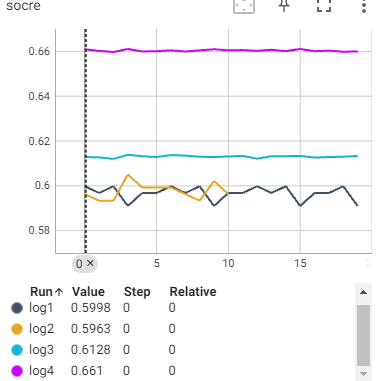 socre
0.66
0.64
0.62
0.6
0.58
0 ×
5
10
15
Run↑ Value Step Relative
log1 0.5998 0 0
log2 0.5963 0 0
log3 0.6128 0 0
log4 0.661 0 0